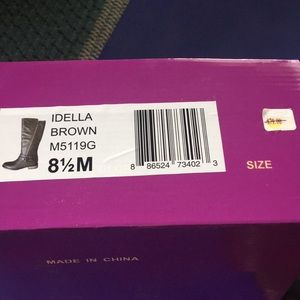 IDELLA
BROWN
M5119G
8½M
8 86524 73402 3
SIZE
MADE IN CHINA